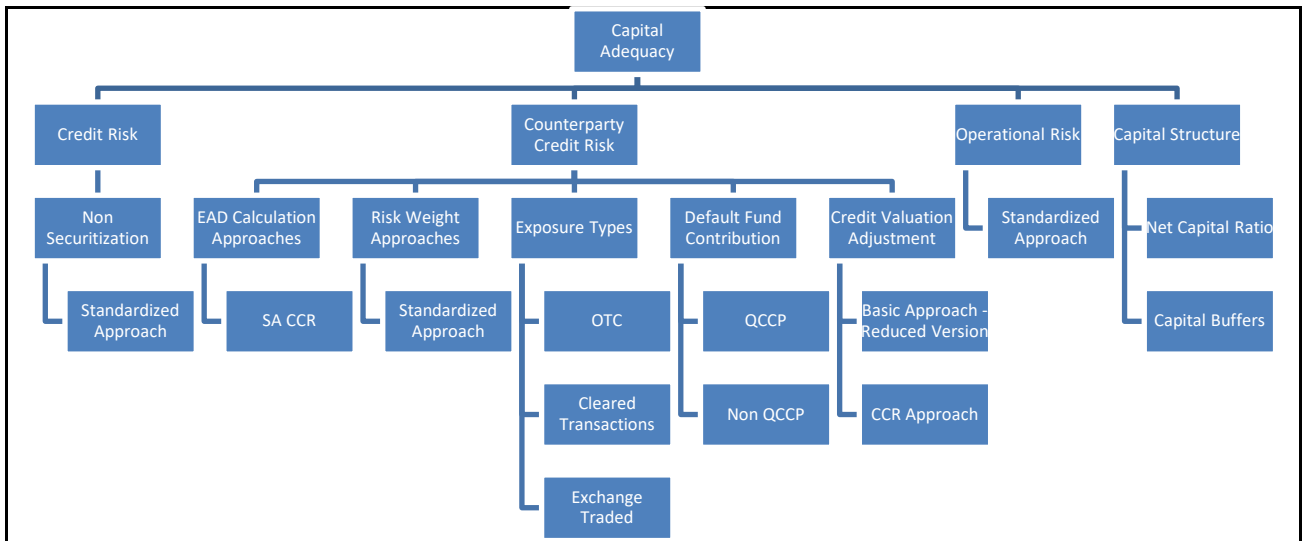 Capital
Adequacy
Credit Risk
Counterparty
Credit Risk
Operational Risk
Capital Structure
Non
Securitization
EAD Calculation
Approaches
Risk Weight
Approaches
Exposure Types
Default Fund
Contribution
Credit Valuation
Adjustment
Standardized
Approach
Net Capital Ratio
Standardized
Approach
SA CCR
Standardized
Approach
OTC
QCCP
Basic Approach -
Reduced Version
Capital Buffers
Cleared
Transactions
Non QCCP
CCR Approach
Exchange
Traded